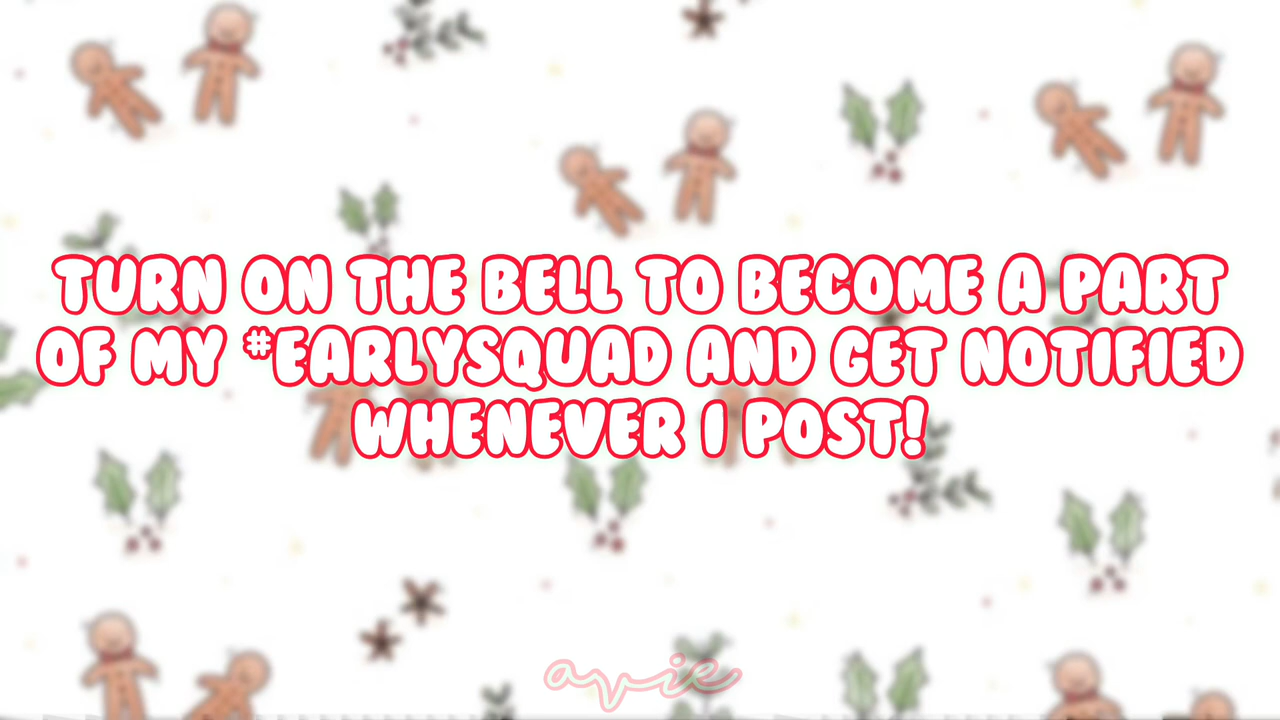 TURN ON THE BELL TO BECOME A PART
OF MY #EARLYSQUAD AND GET NOTIFIED
WHENEVER I POST!
avie